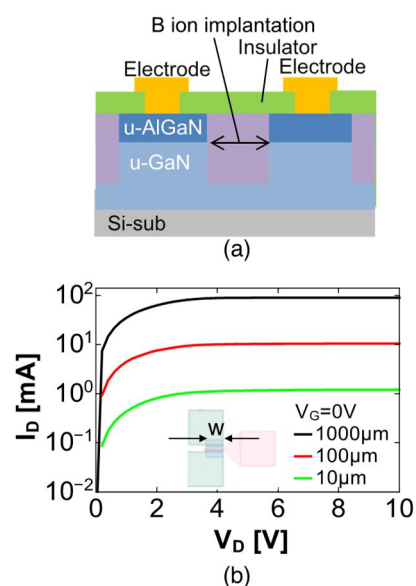 B ion implantation
Insulator
Electrode Electrode
u-AlGaN
u-GaN
Si-sub
(a)
10²
10¹
10⁰
10⁻¹
10⁻²
I_D [mA]
W
V_G=0V
1000μm
100μm
10μm
0 2 4 6 8 10
V_D [V]
(b)